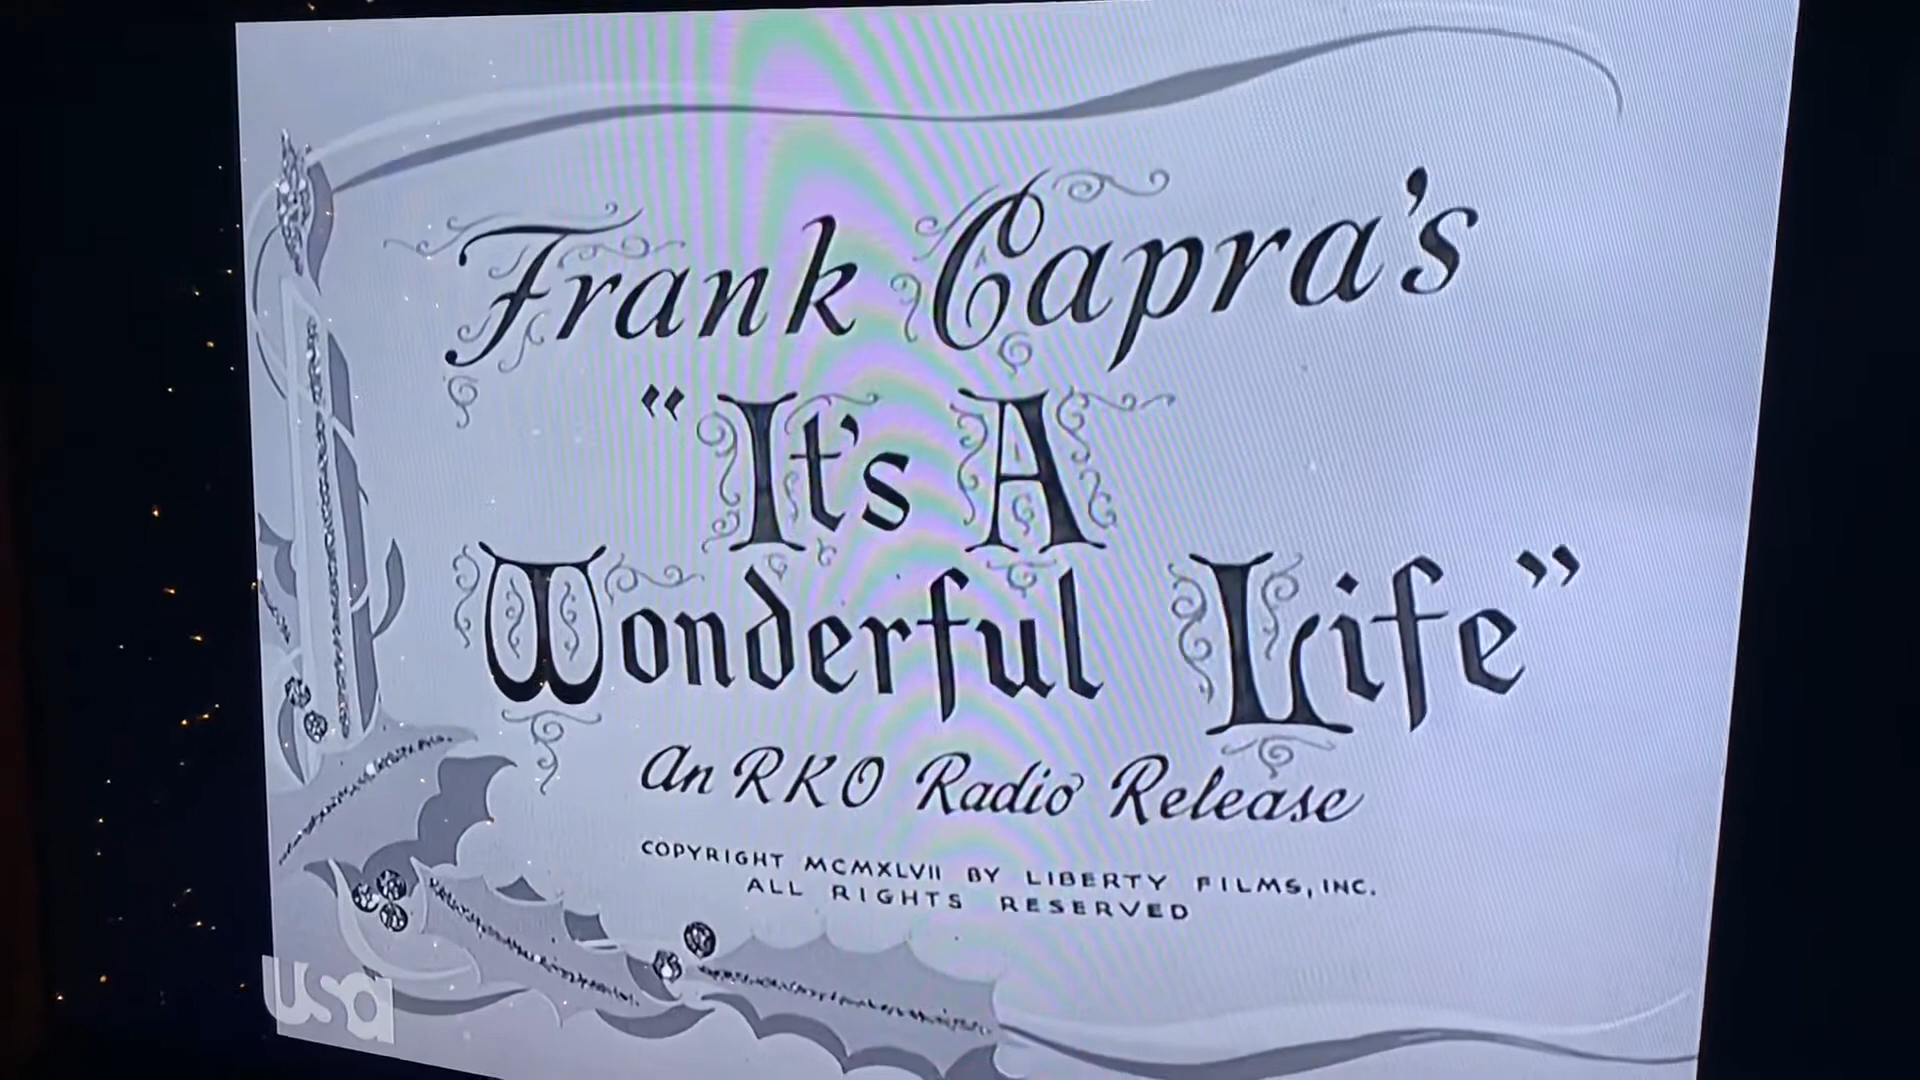 Frank Capra's
"It's A
Wonderful Life"
An RKO Radio Release
COPYRIGHT MCMXLVII BY LIBERTY FILMS, INC.
ALL RIGHTS RESERVED
usa